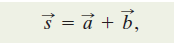 s⃗ = a⃗ + b⃗,